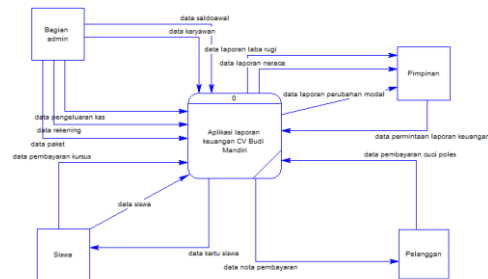 data saldoawal
data karyawan
Bagian
admin
data laporan laba rugi
data laporan neraca
Pimpinan
0
data laporan perubahan modal
data pengeluaran kas
data rekening
data paket
Aplikasi laporan
keuangan CV Budi
Mandiri
data permintaan laporan keuangan
data pembayaran kursus
data pembayaran cuci poles
data siswa
Siswa
data kartu siswa
data nota pembayaran
Pelanggan